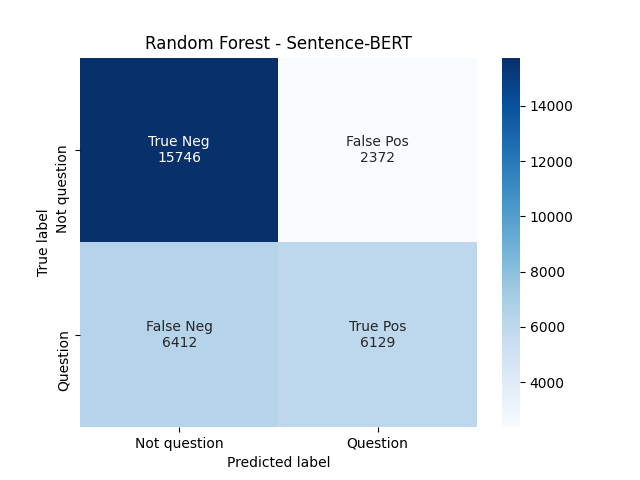 Random Forest - Sentence-BERT
True Neg
15746
False Pos
2372
False Neg
6412
True Pos
6129
Not question
Question
True label
Not question
Question
Predicted label
14000
12000
10000
8000
6000
4000